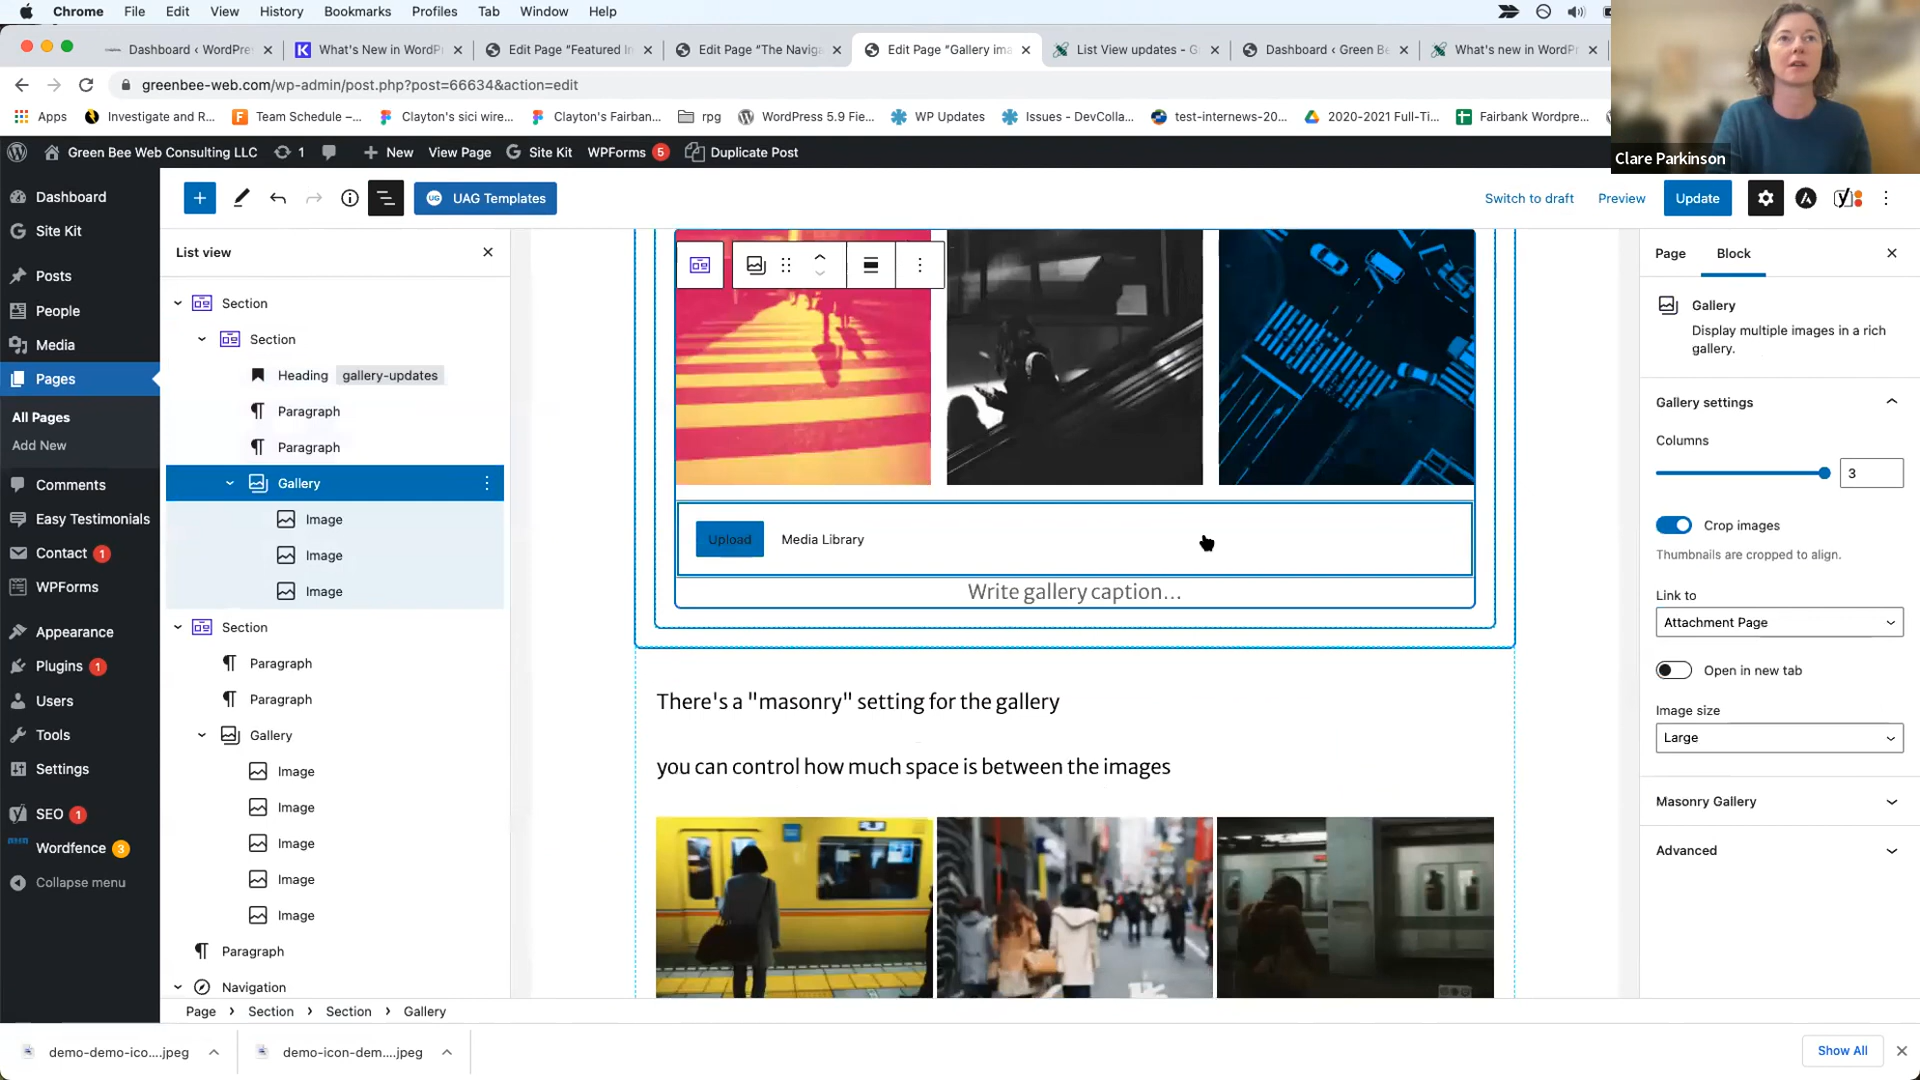 Chrome File Edit View History Bookmarks Profiles Tab Window Help
Dashboard ‹ WordPre
What's New in WordP
Edit Page "Featured In
Edit Page "The Naviga
Edit Page "Gallery ima
List View updates - G
Dashboard ‹ Green Be
What's new in WordP
greenbee-web.com/wp-admin/post.php?post=66634&action=edit
Apps Investigate and R... Team Schedule –... Clayton's sici wire... Clayton's Fairban... rpg WordPress 5.9 Fie... WP Updates Issues - DevColla... test-internews-20... 2020-2021 Full-Ti... Fairbank Wordpre...
Clare Parkinson
Green Bee Web Consulting LLC 1 New View Page Site Kit WPForms 5 Duplicate Post
Dashboard
Site Kit
Posts
People
Media
Pages
All Pages
Add New
Comments
Easy Testimonials
Contact 1
WPForms
Appearance
Plugins 1
Users
Tools
Settings
SEO 1
Wordfence 3
Collapse menu
UAG Templates
Switch to draft Preview Update
List view
Section
Section
Heading gallery-updates
Paragraph
Paragraph
Gallery
Image
Image
Image
Section
Paragraph
Paragraph
Gallery
Image
Image
Image
Image
Image
Paragraph
Navigation
Upload Media Library
Write gallery caption...
There's a "masonry" setting for the gallery
you can control how much space is between the images
Page Block
Gallery
Display multiple images in a rich
gallery.
Gallery settings
Columns
3
Crop images
Thumbnails are cropped to align.
Link to
Attachment Page
Open in new tab
Image size
Large
Masonry Gallery
Advanced
Page › Section › Section › Gallery
demo-demo-ico....jpeg
demo-icon-dem....jpeg
Show All